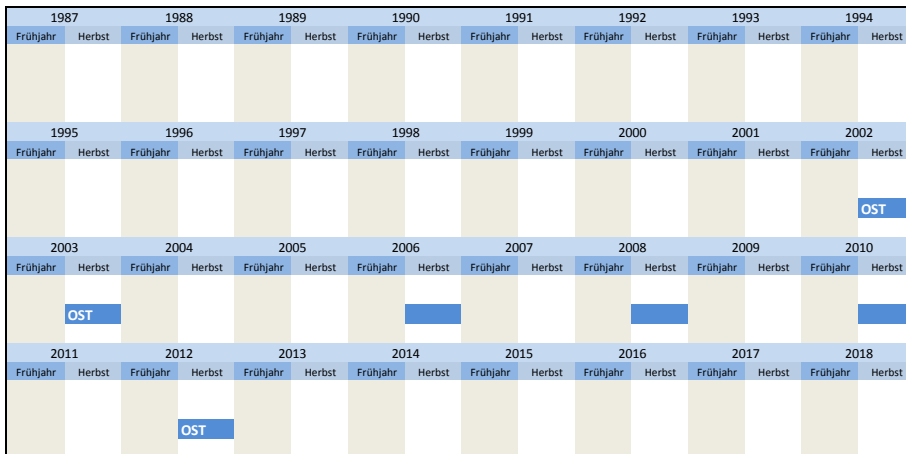 1987 1988 1989 1990 1991 1992 1993 1994
Frühjahr Herbst Frühjahr Herbst Frühjahr Herbst Frühjahr Herbst Frühjahr Herbst Frühjahr Herbst Frühjahr Herbst Frühjahr Herbst
1995 1996 1997 1998 1999 2000 2001 2002
Frühjahr Herbst Frühjahr Herbst Frühjahr Herbst Frühjahr Herbst Frühjahr Herbst Frühjahr Herbst Frühjahr Herbst Frühjahr Herbst
OST
2003 2004 2005 2006 2007 2008 2009 2010
Frühjahr Herbst Frühjahr Herbst Frühjahr Herbst Frühjahr Herbst Frühjahr Herbst Frühjahr Herbst Frühjahr Herbst Frühjahr Herbst
OST
2011 2012 2013 2014 2015 2016 2017 2018
Frühjahr Herbst Frühjahr Herbst Frühjahr Herbst Frühjahr Herbst Frühjahr Herbst Frühjahr Herbst Frühjahr Herbst Frühjahr Herbst
OST